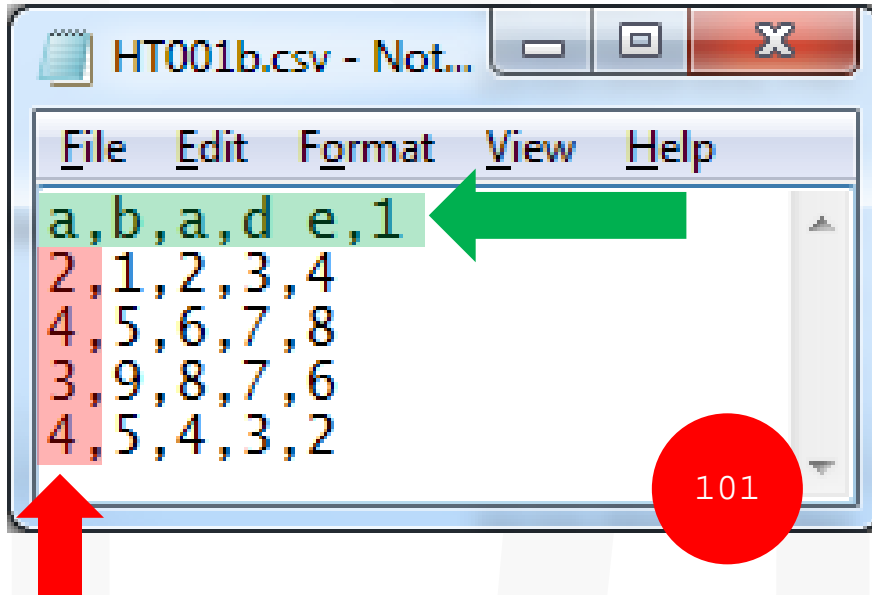 HT001b.csv - Not...
File Edit Format View Help
a,b,a,d e,1
2,1,2,3,4
4,5,6,7,8
3,9,8,7,6
4,5,4,3,2
101